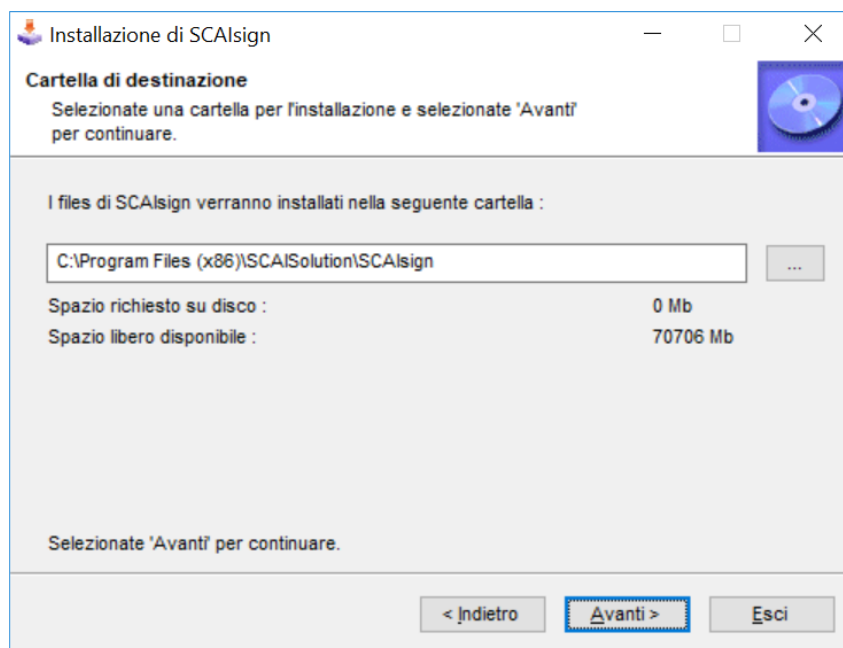 Installazione di SCAIsign
Cartella di destinazione
Selezionate una cartella per l'installazione e selezionate 'Avanti'
per continuare.
I files di SCAIsign verranno installati nella seguente cartella :
C:\Program Files (x86)\SCAISolution\SCAIsign
...
Spazio richiesto su disco : 0 Mb
Spazio libero disponibile : 70706 Mb
Selezionate 'Avanti' per continuare.
< Indietro Avanti > Esci